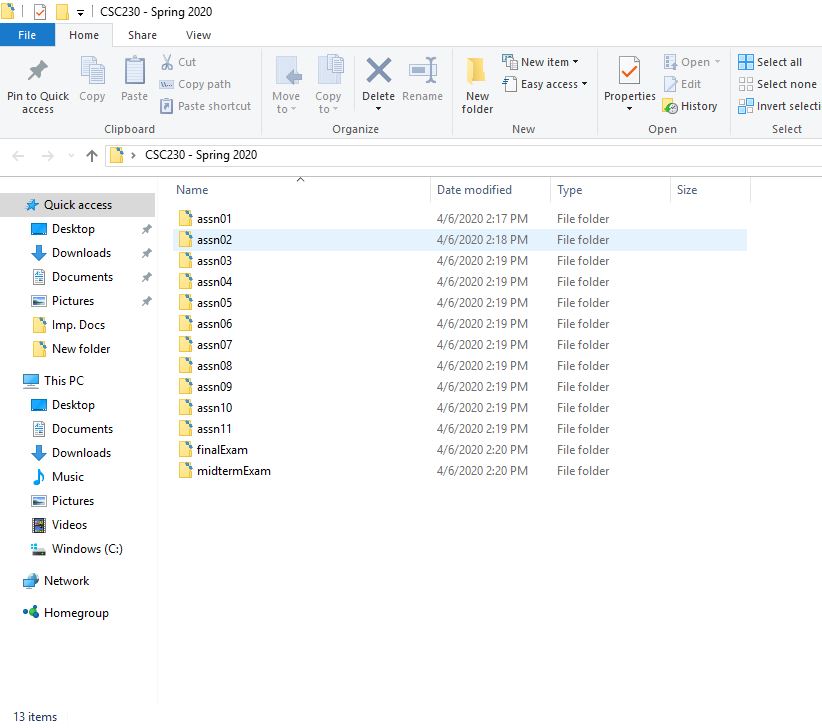 CSC230 - Spring 2020
File Home Share View
Pin to Quick access
Copy
Paste
Cut
Copy path
Paste shortcut
Clipboard
Move to
Copy to
Delete
Rename
Organize
New folder
New item
Easy access
New
Properties
Open
Edit
History
Open
Select all
Select none
Invert selecti
Select
CSC230 - Spring 2020
Quick access
Desktop
Downloads
Documents
Pictures
Imp. Docs
New folder
This PC
Desktop
Documents
Downloads
Music
Pictures
Videos
Windows (C:)
Network
Homegroup
Name Date modified Type Size
assn01 4/6/2020 2:17 PM File folder
assn02 4/6/2020 2:18 PM File folder
assn03 4/6/2020 2:19 PM File folder
assn04 4/6/2020 2:19 PM File folder
assn05 4/6/2020 2:19 PM File folder
assn06 4/6/2020 2:19 PM File folder
assn07 4/6/2020 2:19 PM File folder
assn08 4/6/2020 2:19 PM File folder
assn09 4/6/2020 2:19 PM File folder
assn10 4/6/2020 2:19 PM File folder
assn11 4/6/2020 2:19 PM File folder
finalExam 4/6/2020 2:20 PM File folder
midtermExam 4/6/2020 2:20 PM File folder
13 items